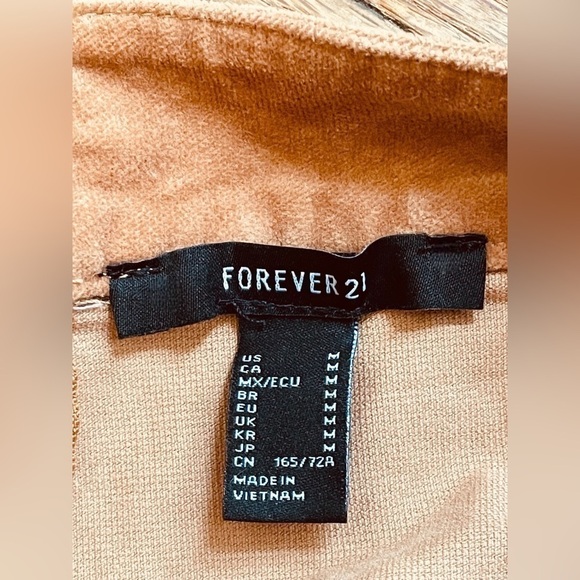 FOREVER 21
US M
CA M
MX/ECU M
BR M
EU M
UK M
KR M
JP M
CN 165/72A
MADE IN
VIETNAM